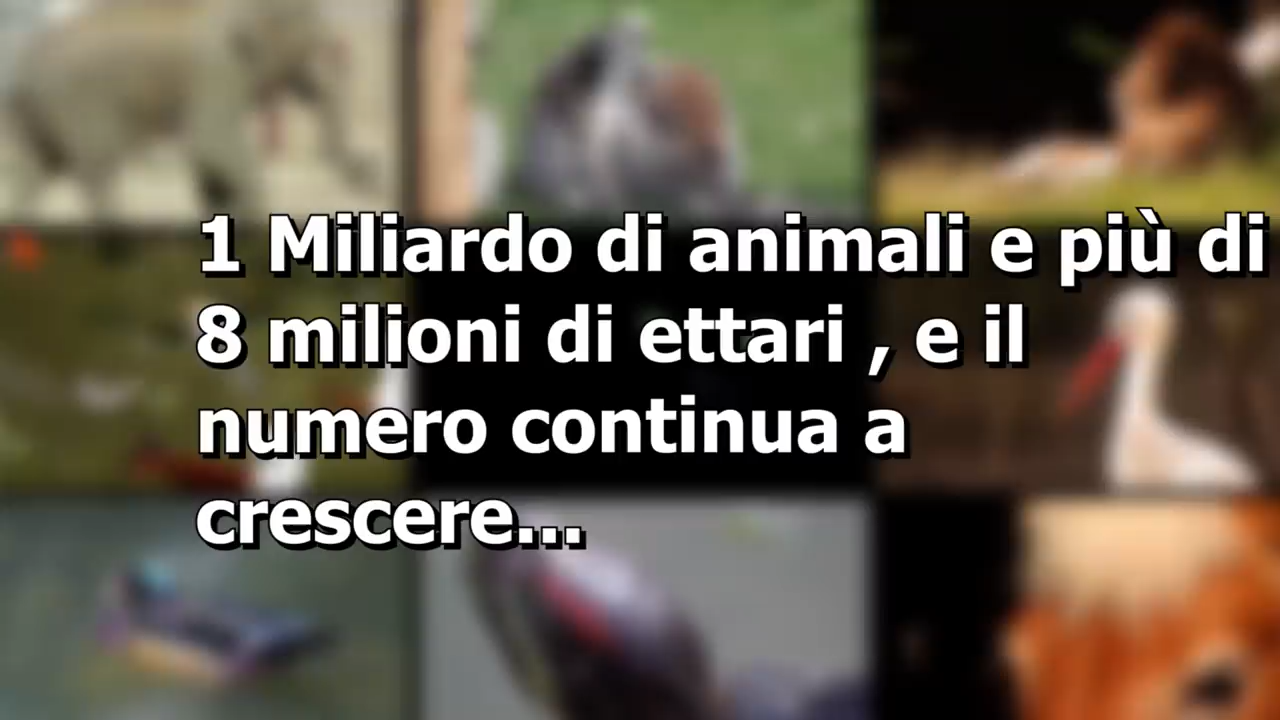 1 Miliardo di animali e più di
8 milioni di ettari , e il
numero continua a
crescere...